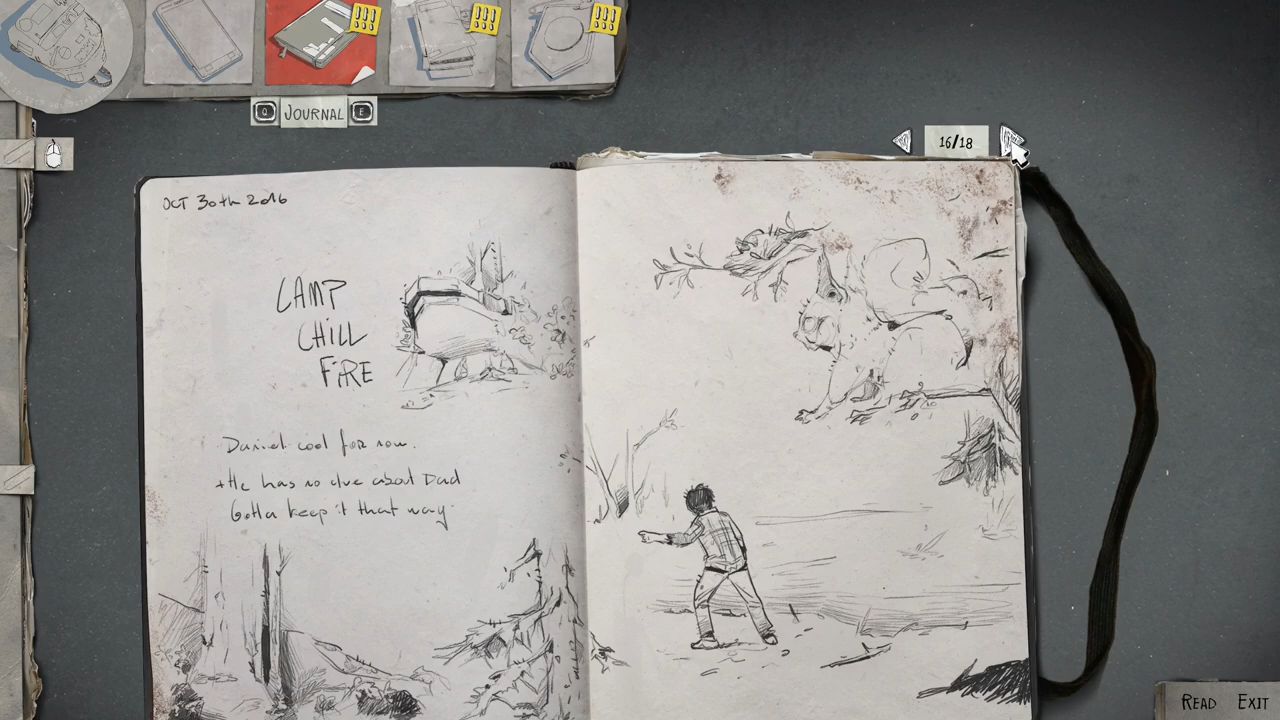 JOURNAL
Q
E
16/18
OCT 30th 2016
CAMP
CHILL
FIRE
Daniel cool for now.
He has no clue about Dad
Gotta keep it that way
READ EXIT